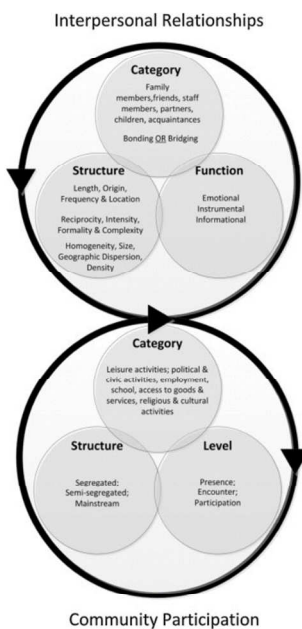 Interpersonal Relationships
Category
Family
members,friends, staff
members, partners,
children, acquaintances
Bonding OR Bridging
Structure
Length, Origin,
Frequency & Location
Reciprocity, Intensity,
Formality & Complexity
Homogeneity, Size,
Geographic Dispersion,
Density
Function
Emotional
Instrumental
Informational
Category
Leisure activities; political &
civic activities, employment,
school, access to goods &
services, religious & cultural
activities
Structure
Segregated;
Semi-segregated;
Mainstream
Level
Presence;
Encounter;
Participation
Community Participation